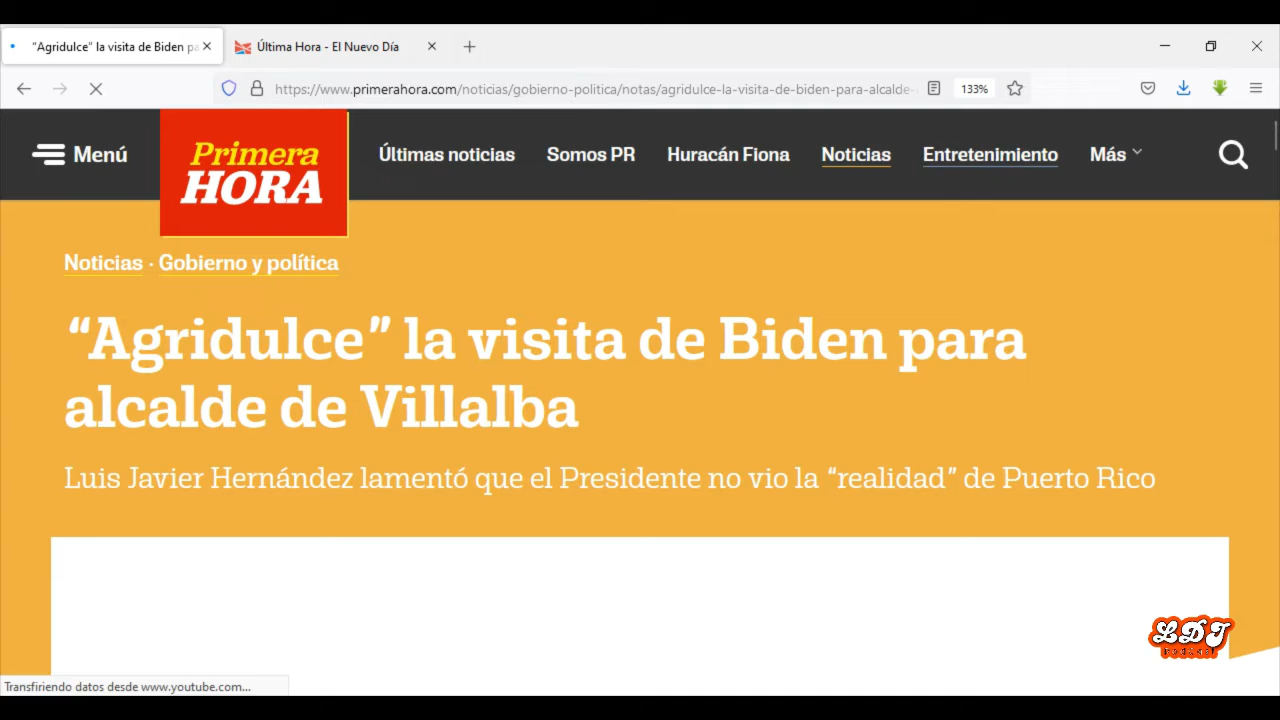 “Agridulce” la visita de Biden pa
Última Hora - El Nuevo Día
https://www.primerahora.com/noticias/gobierno-politica/notas/agridulce-la-visita-de-biden-para-alcalde-
133%
Menú
Primera
HORA
Últimas noticias
Somos PR
Huracán Fiona
Noticias
Entretenimiento
Más
Noticias · Gobierno y política
“Agridulce” la visita de Biden para
alcalde de Villalba
Luis Javier Hernández lamentó que el Presidente no vio la “realidad” de Puerto Rico
LDT
Transfiriendo datos desde www.youtube.com...